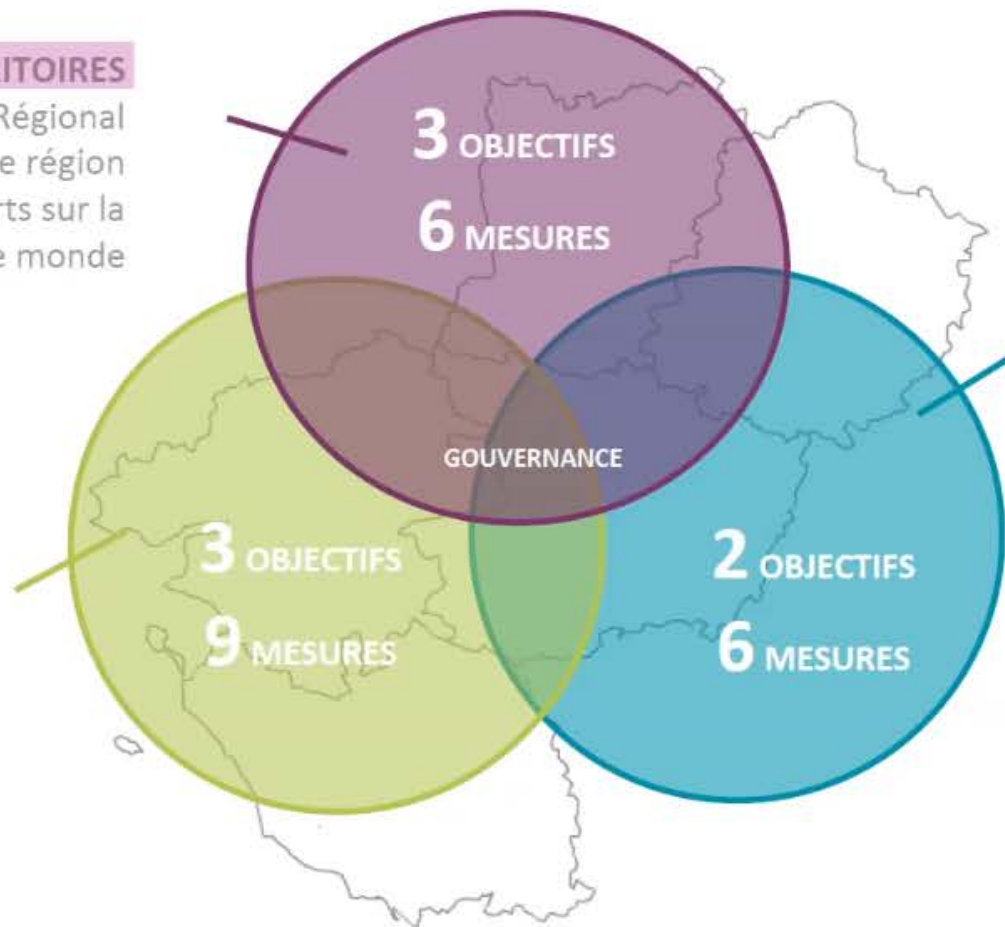 ITOIRES
Régional
e région
rts sur la
e monde
3 OBJECTIFS
6 MESURES
GOUVERNANCE
3 OBJECTIFS
9 MESURES
2 OBJECTIFS
6 MESURES